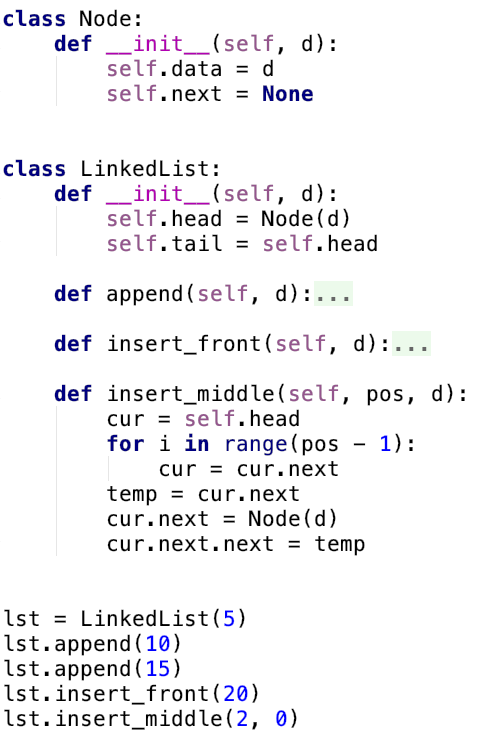 class Node:
    def __init__(self, d):
        self.data = d
        self.next = None
class LinkedList:
    def __init__(self, d):
        self.head = Node(d)
        self.tail = self.head
    def append(self, d):...
    def insert_front(self, d):...
    def insert_middle(self, pos, d):
        cur = self.head
        for i in range(pos - 1):
            cur = cur.next
        temp = cur.next
        cur.next = Node(d)
        cur.next.next = temp
lst = LinkedList(5)
lst.append(10)
lst.append(15)
lst.insert_front(20)
lst.insert_middle(2, 0)